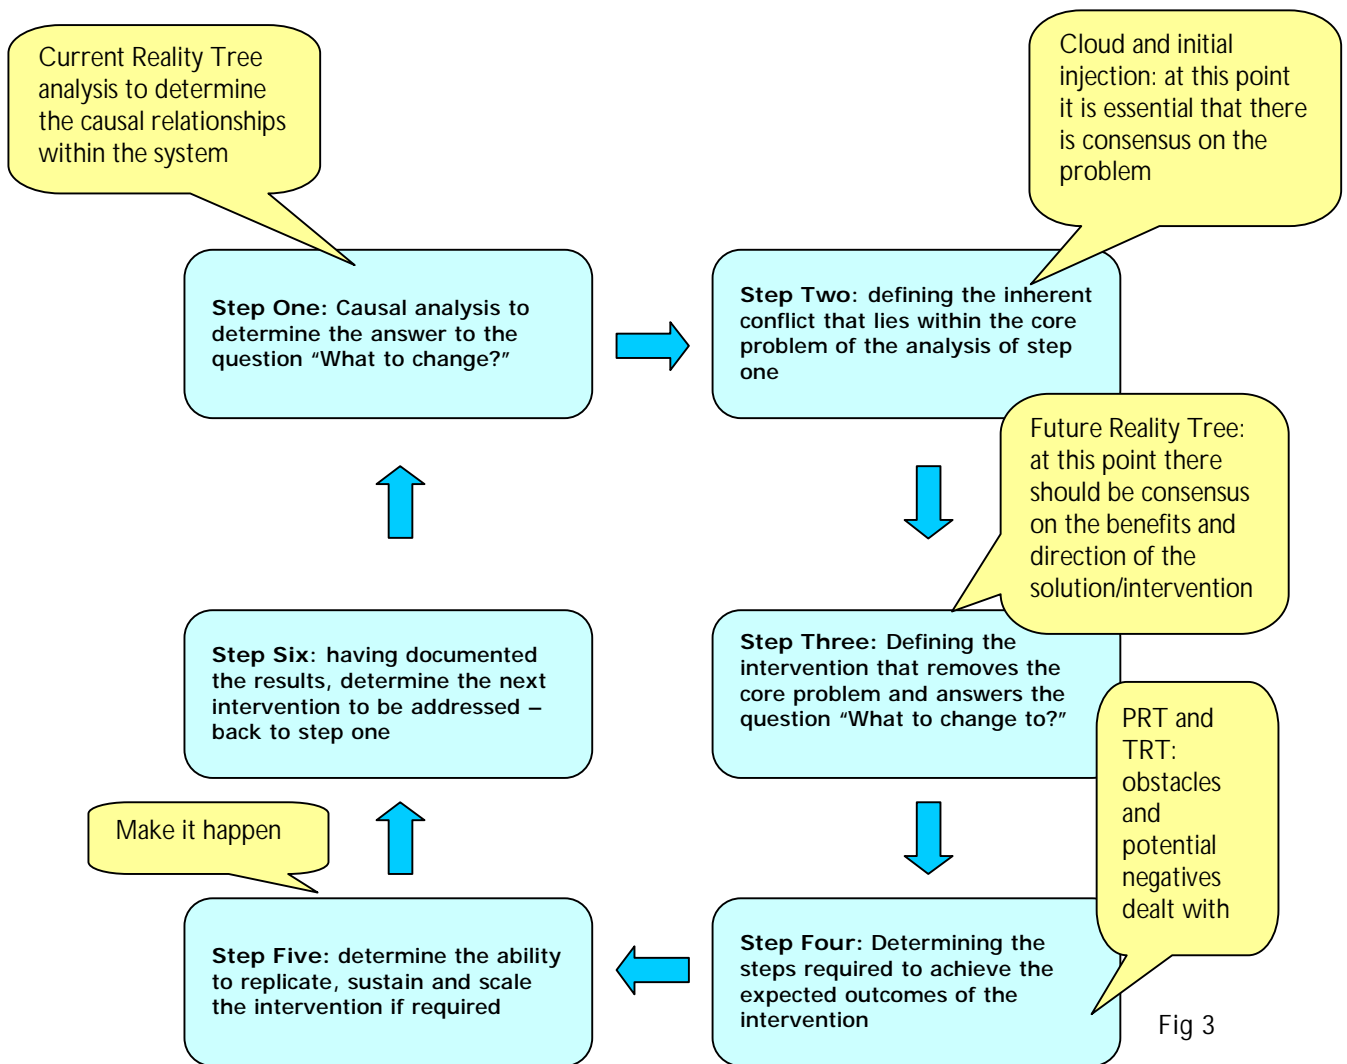 Current Reality Tree
analysis to determine
the causal relationships
within the system
Cloud and initial
injection: at this point
it is essential that there
is consensus on the
problem
Step One: Causal analysis to
determine the answer to the
question “What to change?”
Step Two: defining the inherent
conflict that lies within the core
problem of the analysis of step
one
Future Reality Tree:
at this point there
should be consensus
on the benefits and
direction of the
solution/intervention
Step Three: Defining the
intervention that removes the
core problem and answers the
question “What to change to?”
PRT and
TRT:
obstacles
and
potential
negatives
dealt with
Step Four: Determining the
steps required to achieve the
expected outcomes of the
intervention
Make it happen
Step Five: determine the ability
to replicate, sustain and scale
the intervention if required
Step Six: having documented
the results, determine the next
intervention to be addressed –
back to step one
Fig 3